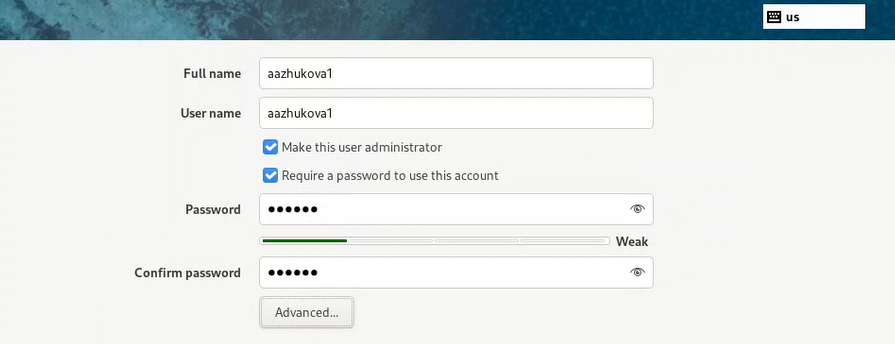 us
Full name aazhukova1
User name aazhukova1
Make this user administrator
Require a password to use this account
Password ●●●●●●
Weak
Confirm password ●●●●●●
Advanced...